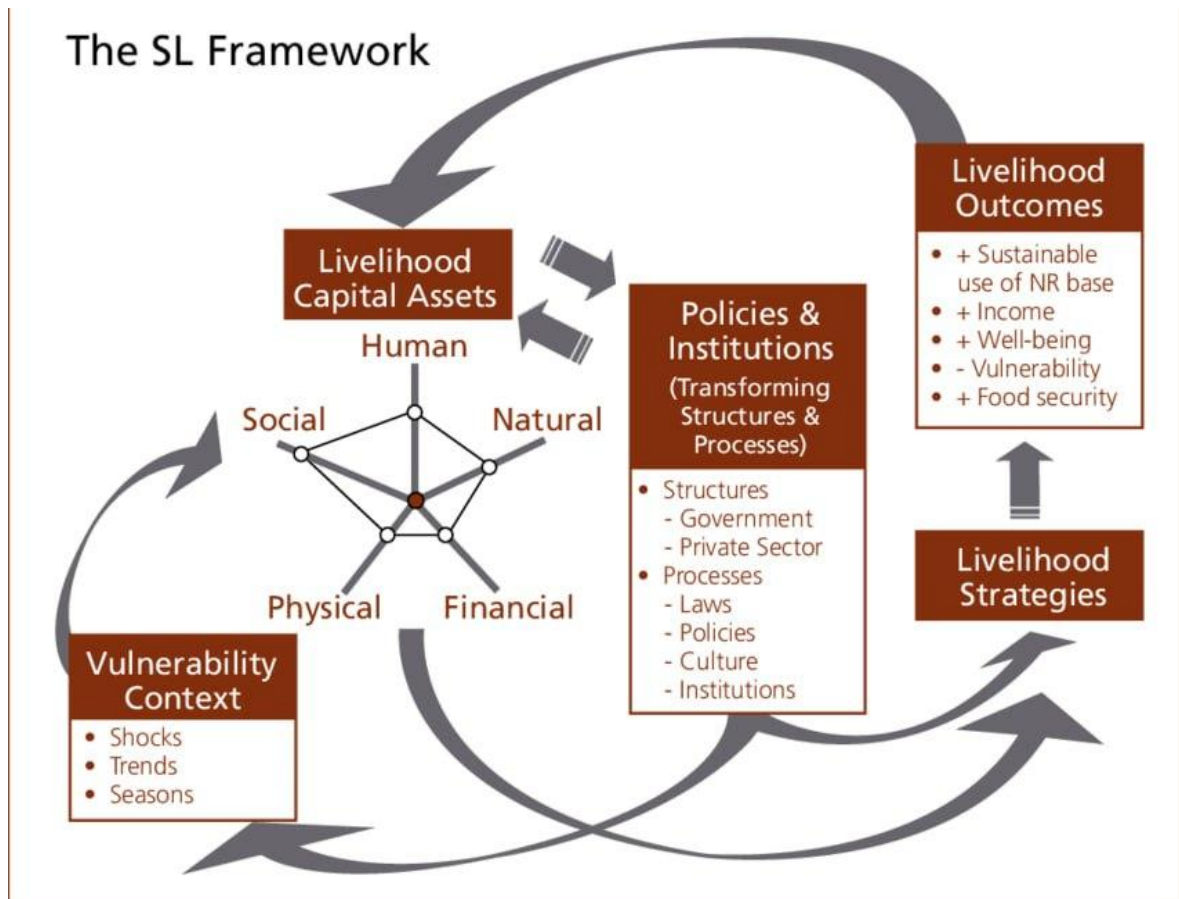 The SL Framework
Livelihood
Capital Assets
Human
Social
Natural
Physical
Financial
Vulnerability
Context
• Shocks
• Trends
• Seasons
Policies &
Institutions
(Transforming
Structures &
Processes)
• Structures
- Government
- Private Sector
• Processes
- Laws
- Policies
- Culture
- Institutions
Livelihood
Outcomes
• + Sustainable
use of NR base
• + Income
• + Well-being
• - Vulnerability
• + Food security
Livelihood
Strategies